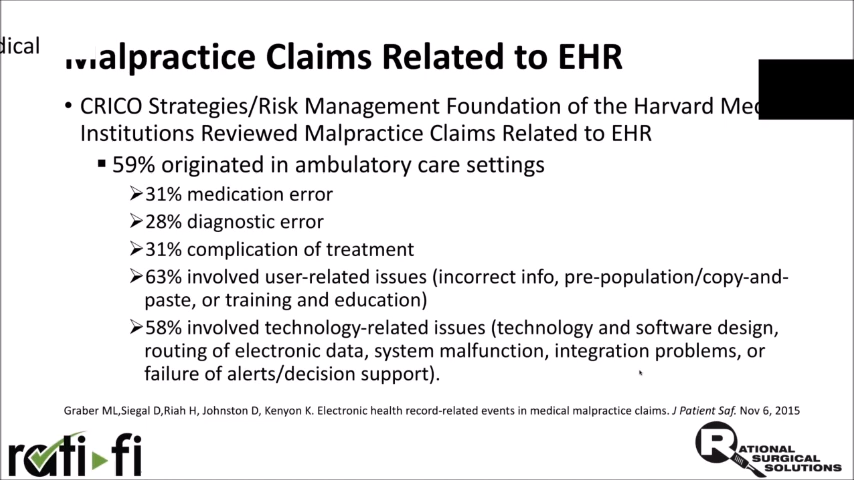 dical
Malpractice Claims Related to EHR
• CRICO Strategies/Risk Management Foundation of the Harvard Med
Institutions Reviewed Malpractice Claims Related to EHR
▪ 59% originated in ambulatory care settings
➢31% medication error
➢28% diagnostic error
➢31% complication of treatment
➢63% involved user-related issues (incorrect info, pre-population/copy-and-
paste, or training and education)
➢58% involved technology-related issues (technology and software design,
routing of electronic data, system malfunction, integration problems, or
failure of alerts/decision support).
Graber ML,Siegal D,Riah H, Johnston D, Kenyon K. Electronic health record-related events in medical malpractice claims. J Patient Saf. Nov 6, 2015
rati-fi
RATIONAL
SURGICAL
SOLUTIONS